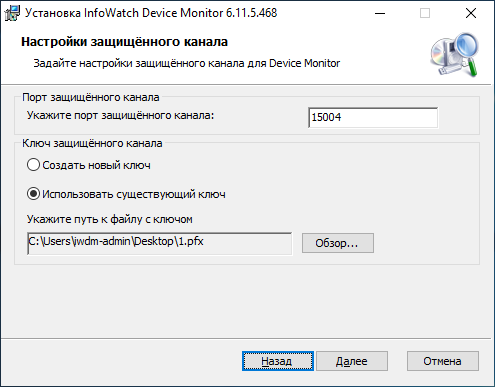 Установка InfoWatch Device Monitor 6.11.5.468
Настройки защищённого канала
Задайте настройки защищённого канала для Device Monitor
Порт защищённого канала
Укажите порт защищённого канала:
15004
Ключ защищённого канала
Создать новый ключ
Использовать существующий ключ
Укажите путь к файлу с ключом
C:\Users\iwdm-admin\Desktop\1.pfx
Обзор...
Назад
Далее
Отмена